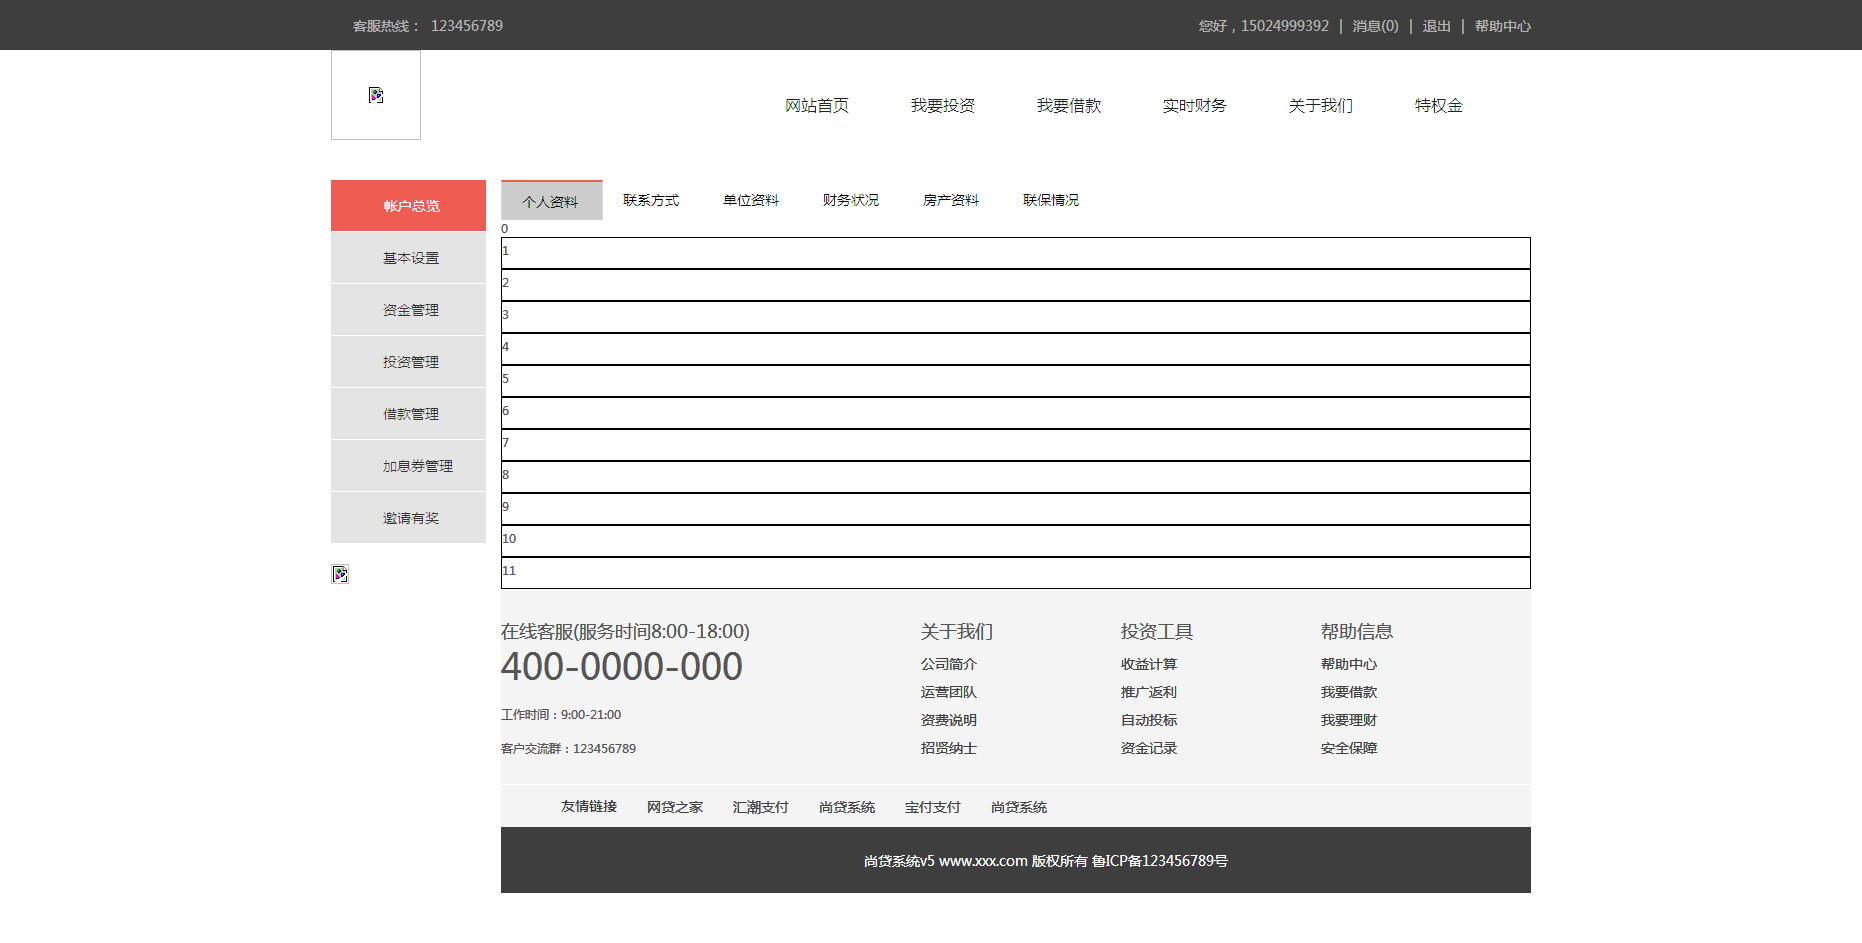 客服热线： 123456789
您好，15024999392 | 消息(0) | 退出 | 帮助中心
网站首页 我要投资 我要借款 实时财务 关于我们 特权金
帐户总览
基本设置
资金管理
投资管理
借款管理
加息券管理
邀请有奖
个人资料 联系方式 单位资料 财务状况 房产资料 联保情况
0
1
2
3
4
5
6
7
8
9
10
11
在线客服(服务时间8:00-18:00)
400-0000-000
工作时间：9:00-21:00
客户交流群：123456789
关于我们
公司简介
运营团队
资费说明
招贤纳士
投资工具
收益计算
推广返利
自动投标
资金记录
帮助信息
帮助中心
我要借款
我要理财
安全保障
友情链接 网贷之家 汇潮支付 尚贷系统 宝付支付 尚贷系统
尚贷系统v5 www.xxx.com 版权所有 鲁ICP备123456789号